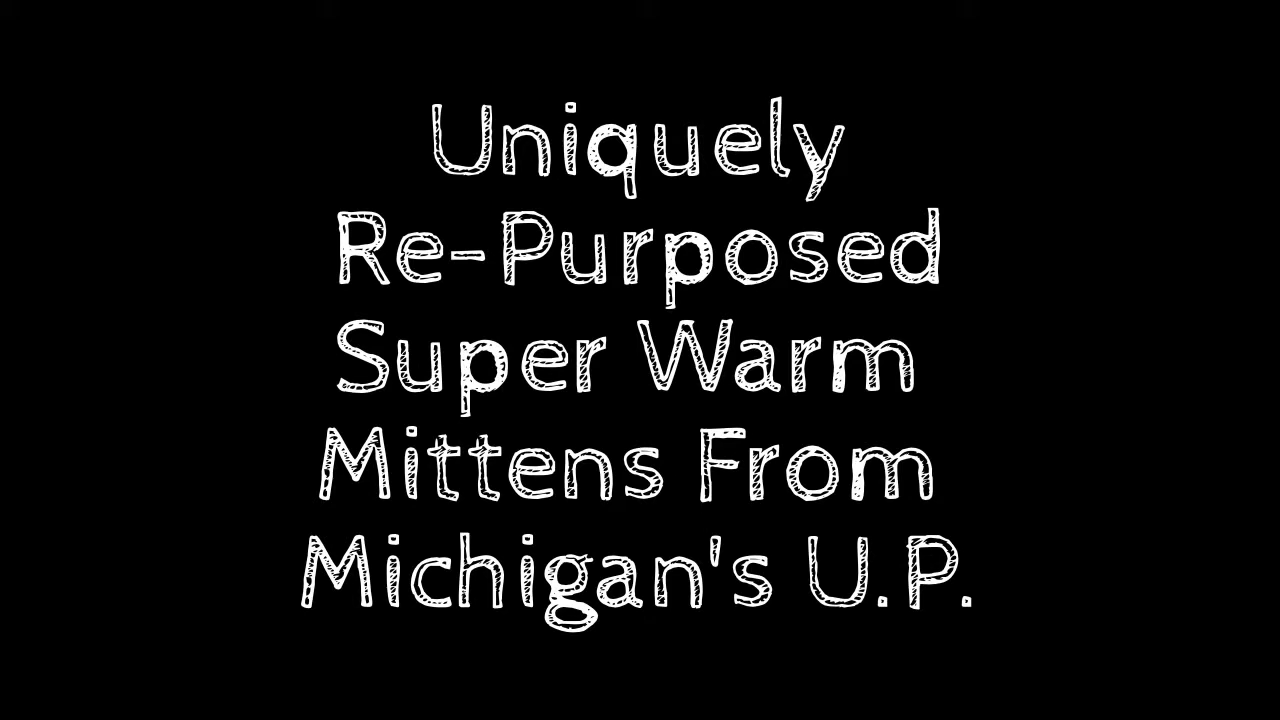 Uniquely
Re-Purposed
Super Warm
Mittens From
Michigan's U.P.